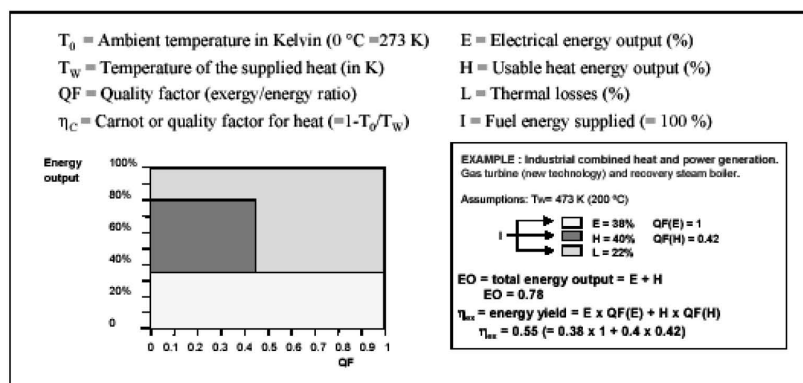 T0 = Ambient temperature in Kelvin (0 °C =273 K)
TW = Temperature of the supplied heat (in K)
QF = Quality factor (exergy/energy ratio)
ηC = Carnot or quality factor for heat (=1-T0/TW)
E = Electrical energy output (%)
H = Usable heat energy output (%)
L = Thermal losses (%)
I = Fuel energy supplied (= 100 %)
Energy
output
100%
80%
60%
40%
20%
0
0 0.1 0.2 0.3 0.4 0.5 0.6 0.7 0.8 0.9 1
QF
EXAMPLE : Industrial combined heat and power generation.
Gas turbine (new technology) and recovery steam boiler.
Assumptions: Tw= 473 K (200 °C)
I
E = 38% QF(E) = 1
H = 40% QF(H) = 0.42
L = 22%
EO = total energy output = E + H
EO = 0.78
ηex = energy yield = E x QF(E) + H x QF(H)
ηex = 0.55 (= 0.38 x 1 + 0.4 x 0.42)